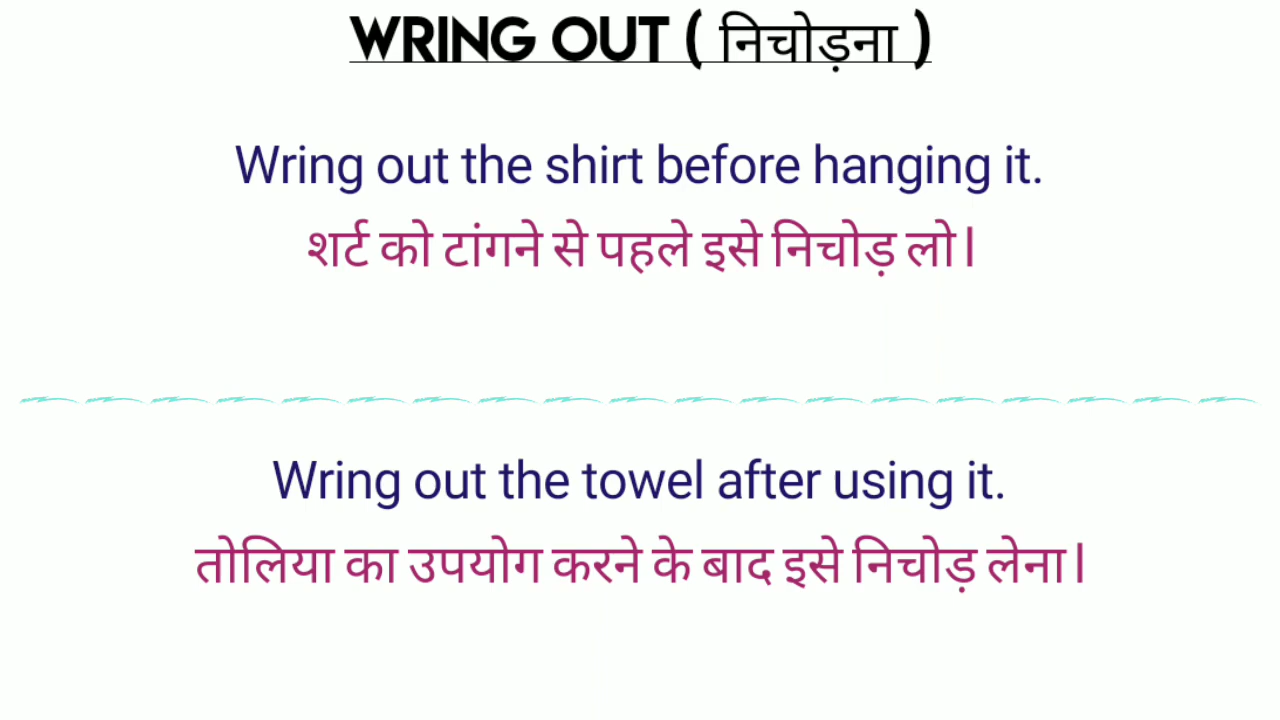 WRING OUT ( निचोड़ना )
Wring out the shirt before hanging it.
शर्ट को टांगने से पहले इसे निचोड़ लो।
Wring out the towel after using it.
तोलिया का उपयोग करने के बाद इसे निचोड़ लेना।